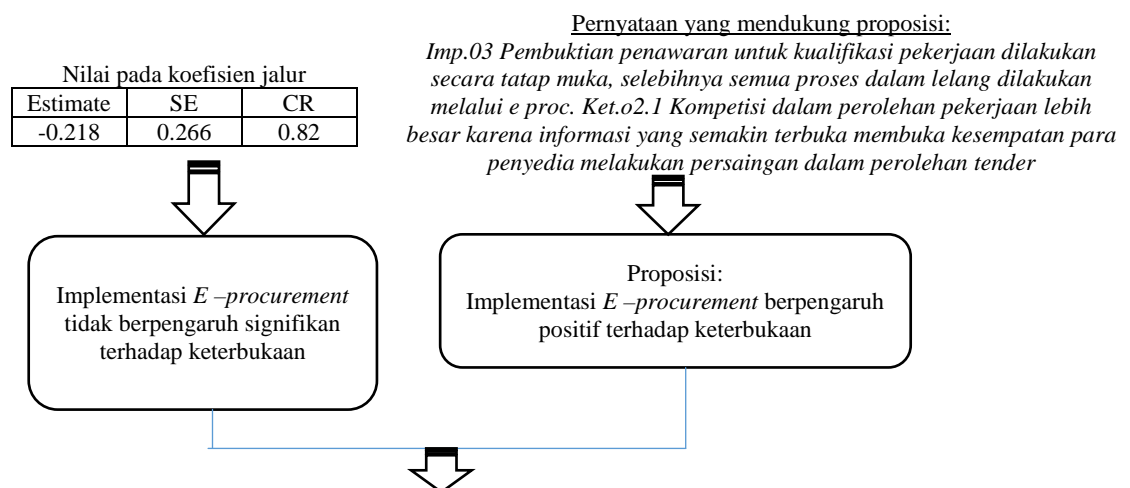 Nilai pada koefisien jalur
Estimate SE CR
-0.218 0.266 0.82
Pernyataan yang mendukung proposisi:
Imp.03 Pembuktian penawaran untuk kualifikasi pekerjaan dilakukan
secara tatap muka, selebihnya semua proses dalam lelang dilakukan
melalui e proc. Ket.o2.1 Kompetisi dalam perolehan pekerjaan lebih
besar karena informasi yang semakin terbuka membuka kesempatan para
penyedia melakukan persaingan dalam perolehan tender
Implementasi E –procurement
tidak berpengaruh signifikan
terhadap keterbukaan
Proposisi:
Implementasi E –procurement berpengaruh
positif terhadap keterbukaan